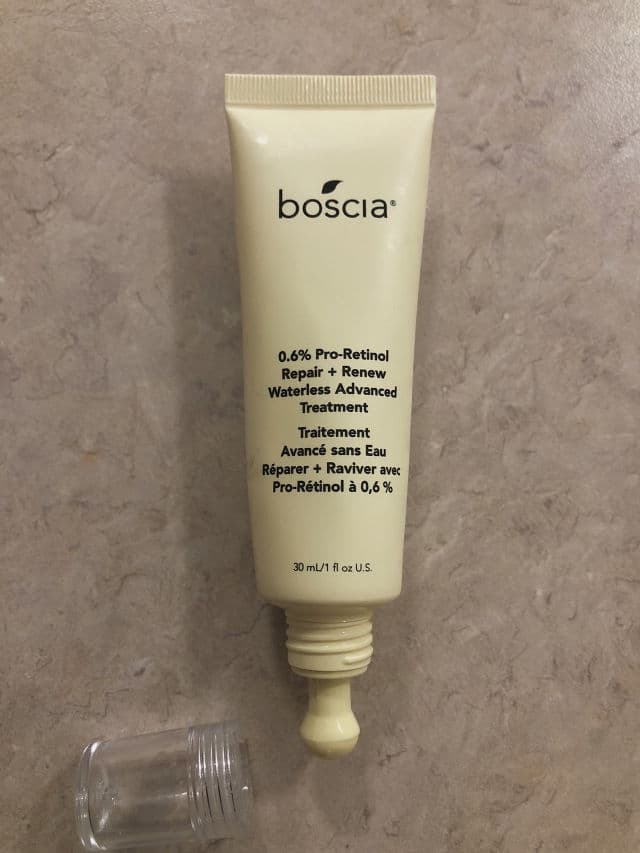 boscia®
0.6% Pro-Retinol
Repair + Renew
Waterless Advanced
Treatment
Traitement
Avancé sans Eau
Réparer + Raviver avec
Pro-Rétinol à 0,6 %
30 mL/1 fl oz U.S.